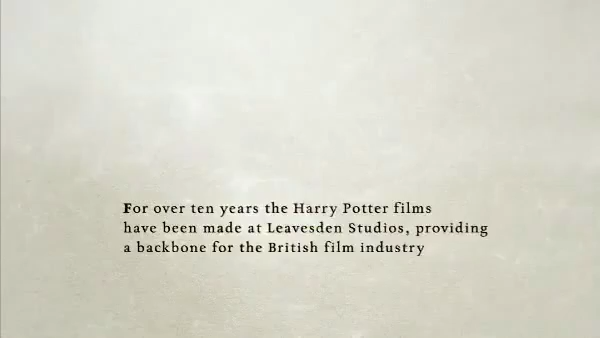 For over ten years the Harry Potter films
have been made at Leavesden Studios, providing
a backbone for the British film industry